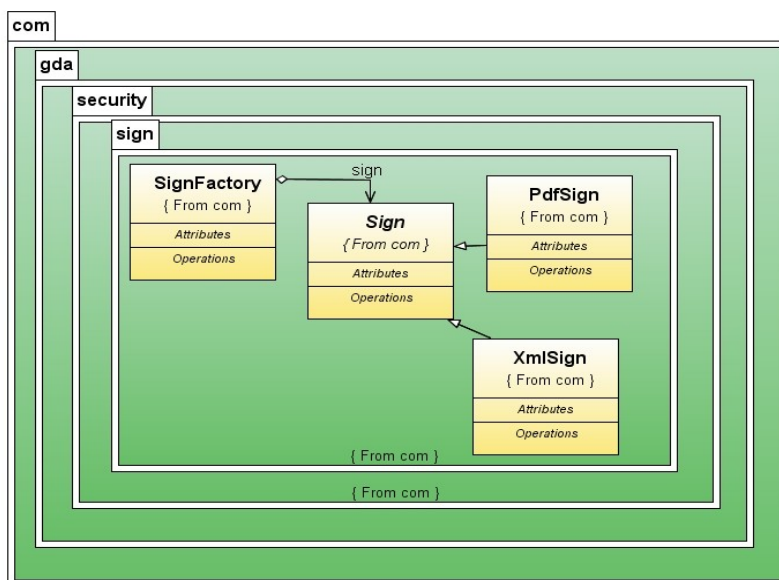 com
gda
security
sign
SignFactory
{ From com }
Attributes
Operations
sign
Sign
{ From com }
Attributes
Operations
PdfSign
{ From com }
Attributes
Operations
XmlSign
{ From com }
Attributes
Operations
{ From com }
{ From com }